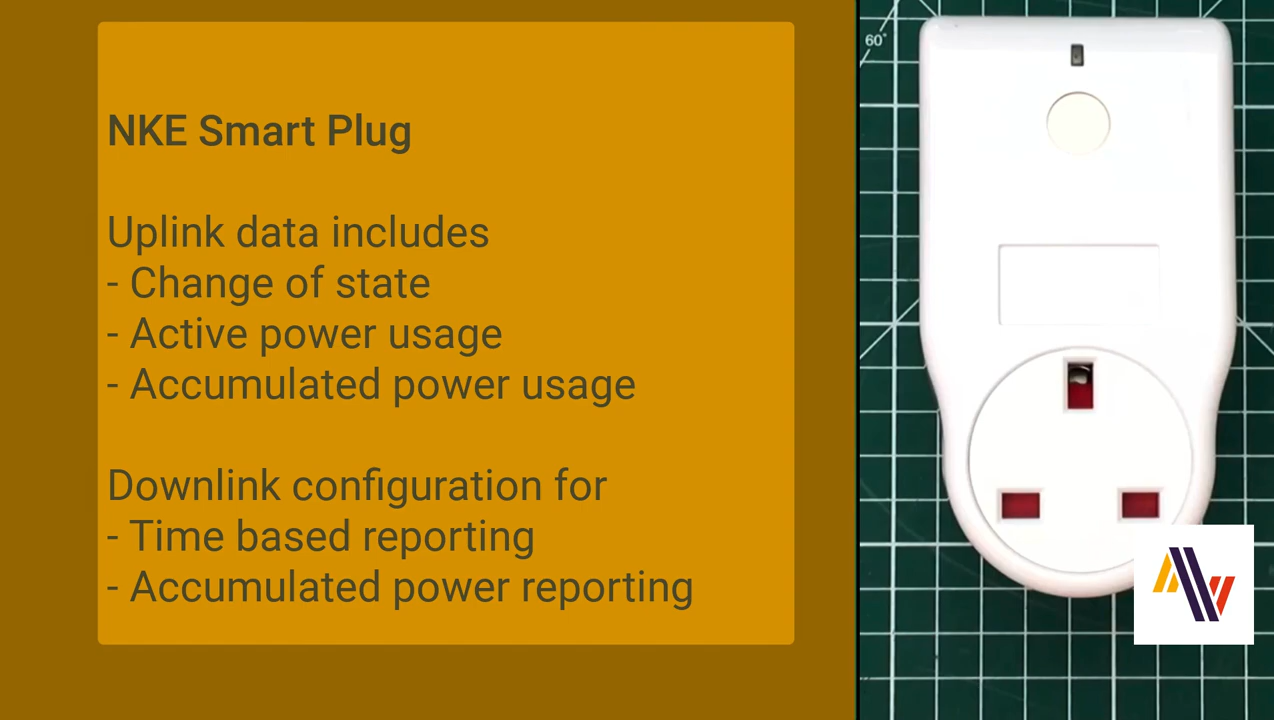 NKE Smart Plug
Uplink data includes
- Change of state
- Active power usage
- Accumulated power usage
Downlink configuration for
- Time based reporting
- Accumulated power reporting
60°